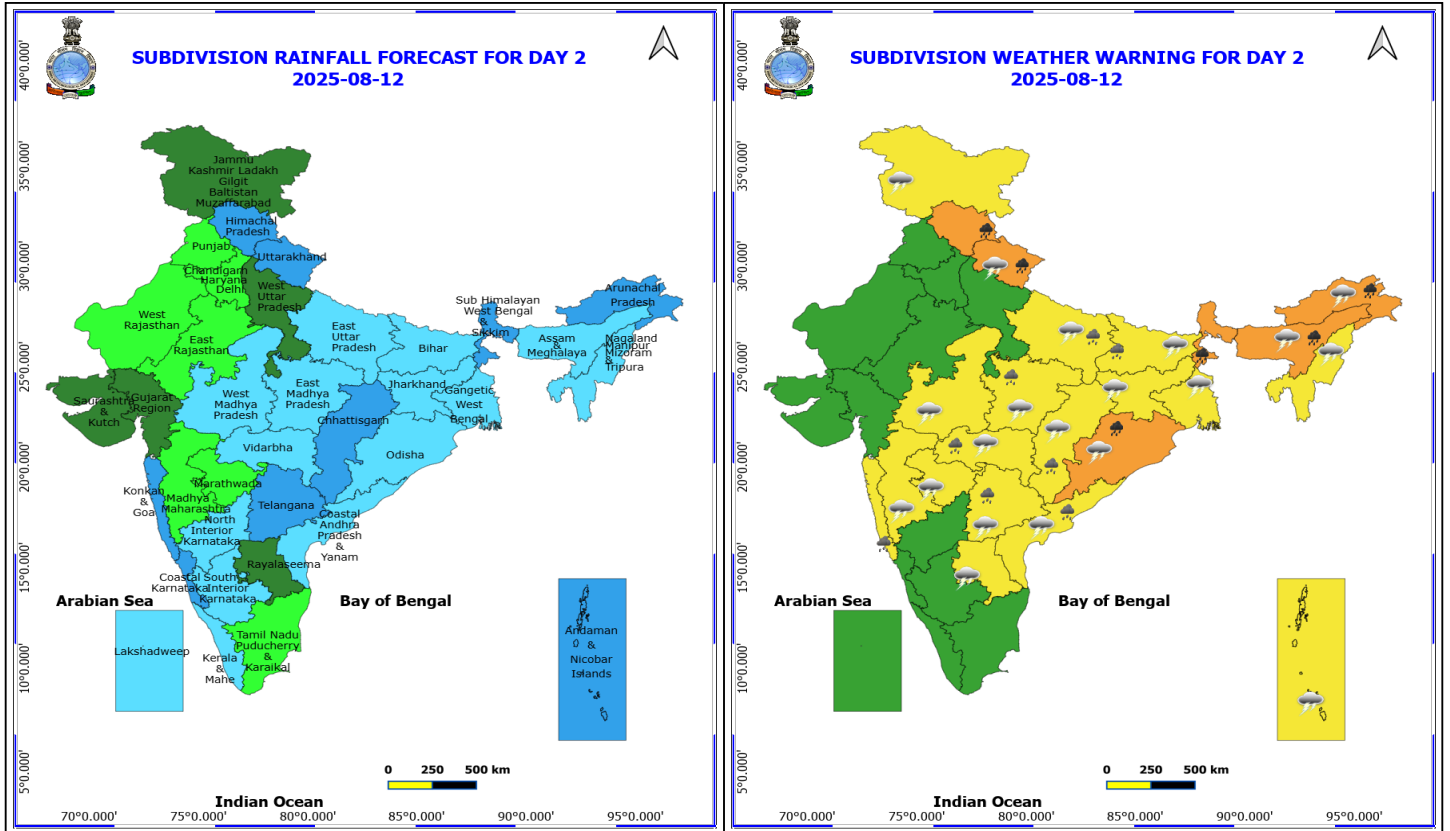 SUBDIVISION RAINFALL FORECAST FOR DAY 2
2025-08-12
40°0.000'
35°0.000'
30°0.000'
25°0.000'
20°0.000'
15°0.000'
10°0.000'
5°0.000'
Jammu
Kashmir Ladakh
Gilgit
Baltistan
Muzaffarabad
Himachal
Pradesh
Punjab
Uttarakhand
Chandigarh
Haryana
Delhi
West
Uttar
Pradesh
West
Rajasthan
East
Rajasthan
East
Uttar
Pradesh
Bihar
Sub Himalayan
West Bengal
&
Sikkim
Arunachal
Pradesh
Assam
&
Meghalaya
Nagaland
Manipur
Mizoram
&
Tripura
Saurashtra
&
Kutch
Gujarat
Region
West
Madhya
Pradesh
East
Madhya
Pradesh
Jharkhand
Gangetic
West
Bengal
Chhattisgarh
Vidarbha
Odisha
Konkan
&
Goa
Madhya
Maharashtra
Marathwada
Telangana
North
Interior
Karnataka
Coastal
Andhra
Pradesh
&
Yanam
Rayalaseema
Coastal
Karnataka
South
Interior
Karnataka
Arabian Sea
Bay of Bengal
Lakshadweep
Kerala
&
Mahe
Tamil Nadu
Puducherry
&
Karaikal
Andaman
&
Nicobar
Islands
0 250 500 km
Indian Ocean
70°0.000' 75°0.000' 80°0.000' 85°0.000' 90°0.000' 95°0.000'
SUBDIVISION WEATHER WARNING FOR DAY 2
2025-08-12
40°0.000'
35°0.000'
30°0.000'
25°0.000'
20°0.000'
15°0.000'
10°0.000'
5°0.000'
Arabian Sea
Bay of Bengal
0 250 500 km
Indian Ocean
70°0.000' 75°0.000' 80°0.000' 85°0.000' 90°0.000' 95°0.000'